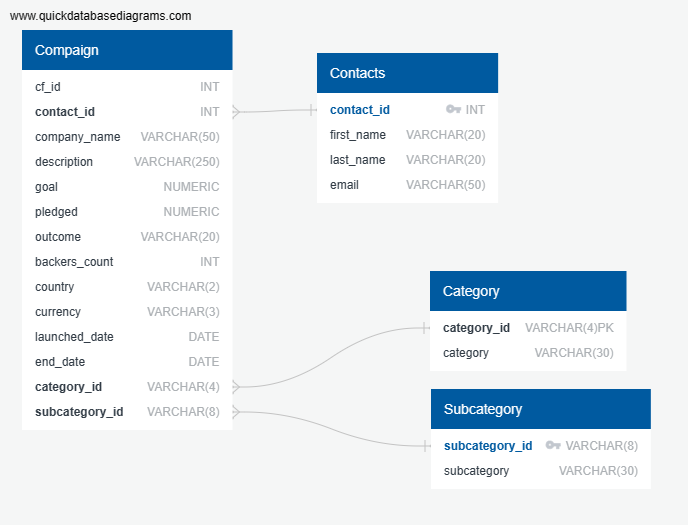 www.quickdatabasediagrams.com
Compaign
cf_id INT
contact_id INT
company_name VARCHAR(50)
description VARCHAR(250)
goal NUMERIC
pledged NUMERIC
outcome VARCHAR(20)
backers_count INT
country VARCHAR(2)
currency VARCHAR(3)
launched_date DATE
end_date DATE
category_id VARCHAR(4)
subcategory_id VARCHAR(8)
Contacts
contact_id INT
first_name VARCHAR(20)
last_name VARCHAR(20)
email VARCHAR(50)
Category
category_id VARCHAR(4)PK
category VARCHAR(30)
Subcategory
subcategory_id VARCHAR(8)
subcategory VARCHAR(30)